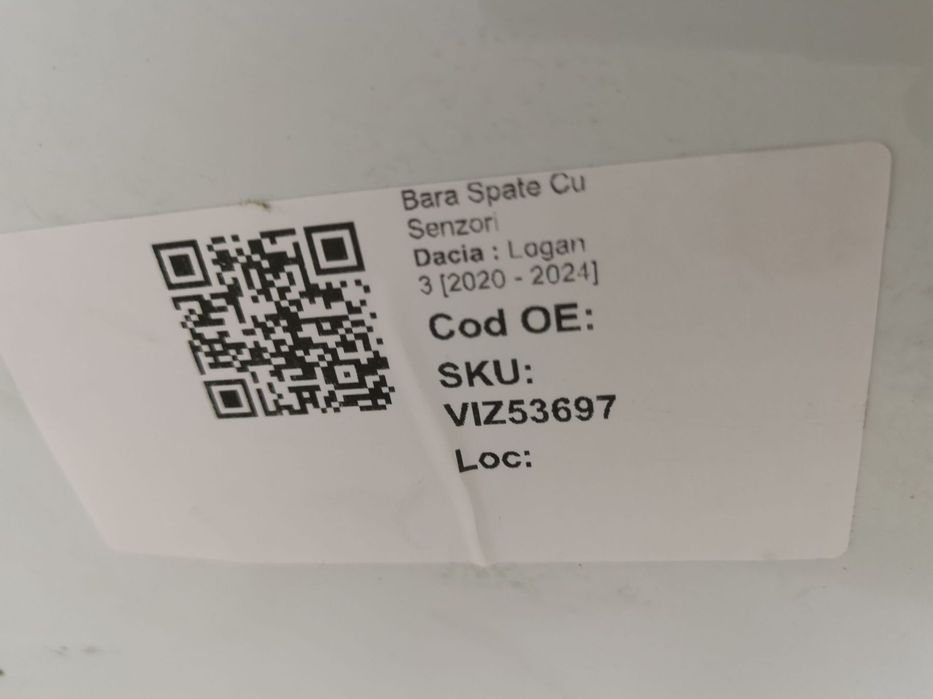 Bara Spate Cu
Senzori
Dacia : Logan
3 [2020 - 2024]
Cod OE:
SKU:
VIZ53697
Loc: